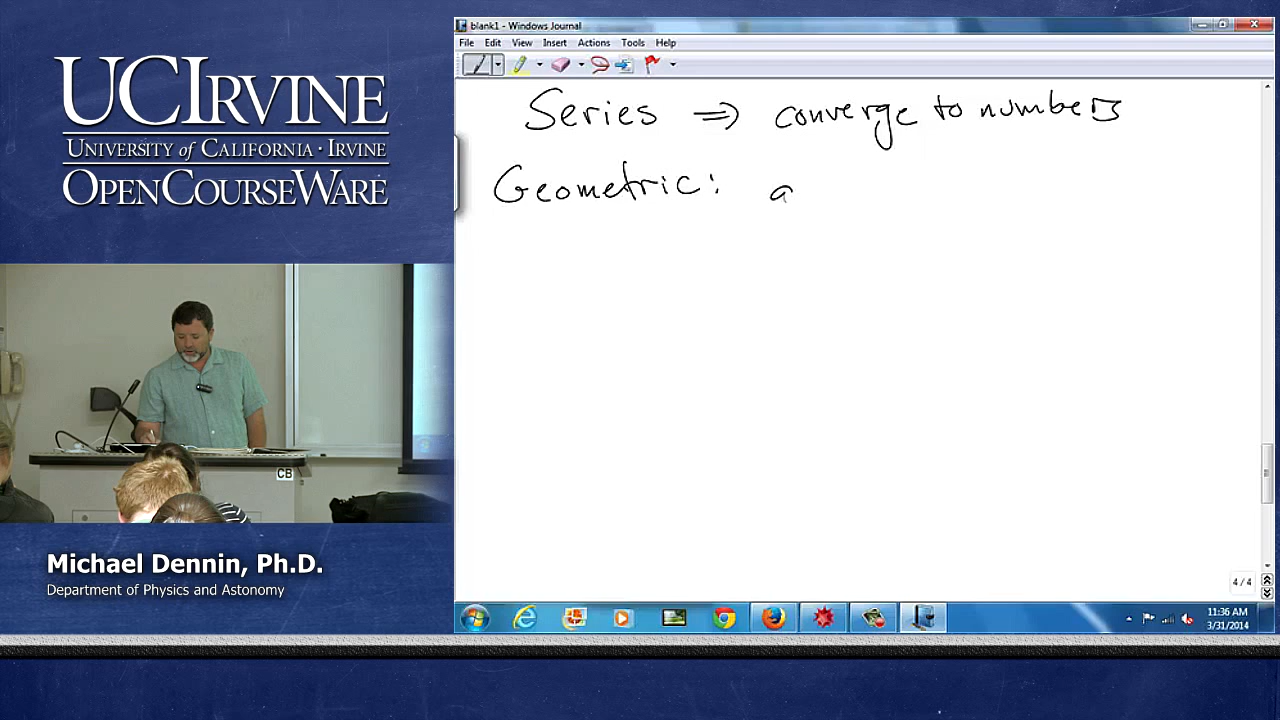 UCIRVINE
UNIVERSITY of CALIFORNIA · IRVINE
OPENCOURSEWARE
blank1 - Windows Journal
File Edit View Insert Actions Tools Help
Series ⇒ converge to numbers
Geometric: a
CB
4 / 4
11:36 AM
3/31/2014
Michael Dennin, Ph.D.
Department of Physics and Astonomy